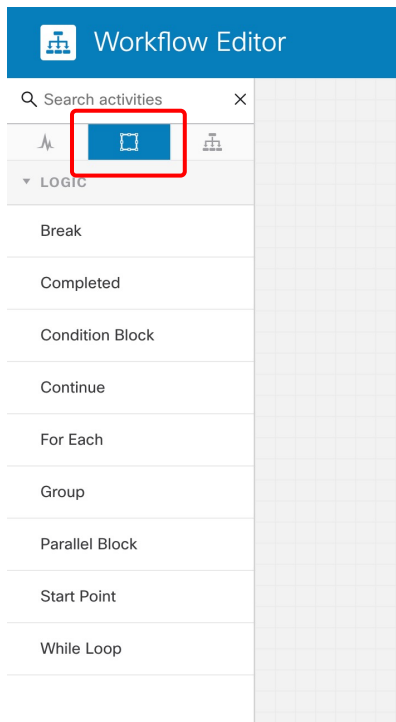 Workflow Editor
Search activities
LOGIC
Break
Completed
Condition Block
Continue
For Each
Group
Parallel Block
Start Point
While Loop